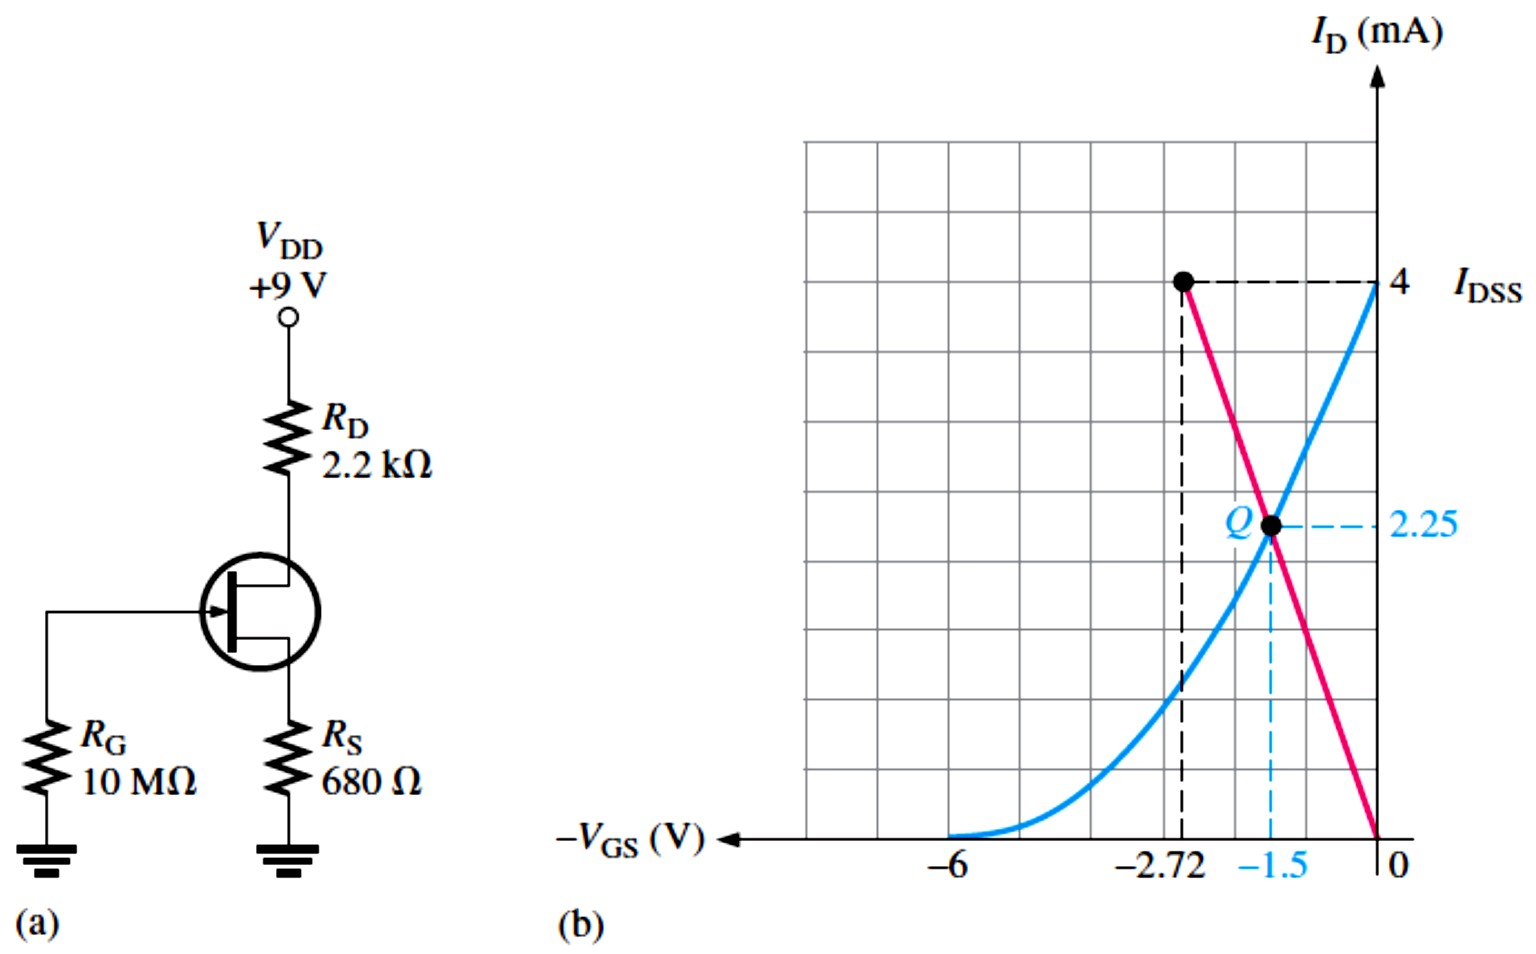 V_DD
+9 V
R_D
2.2 kΩ
R_G
10 MΩ
R_S
680 Ω
(a)
I_D (mA)
4 I_DSS
Q 2.25
–V_GS (V)
–6 –2.72 –1.5 0
(b)